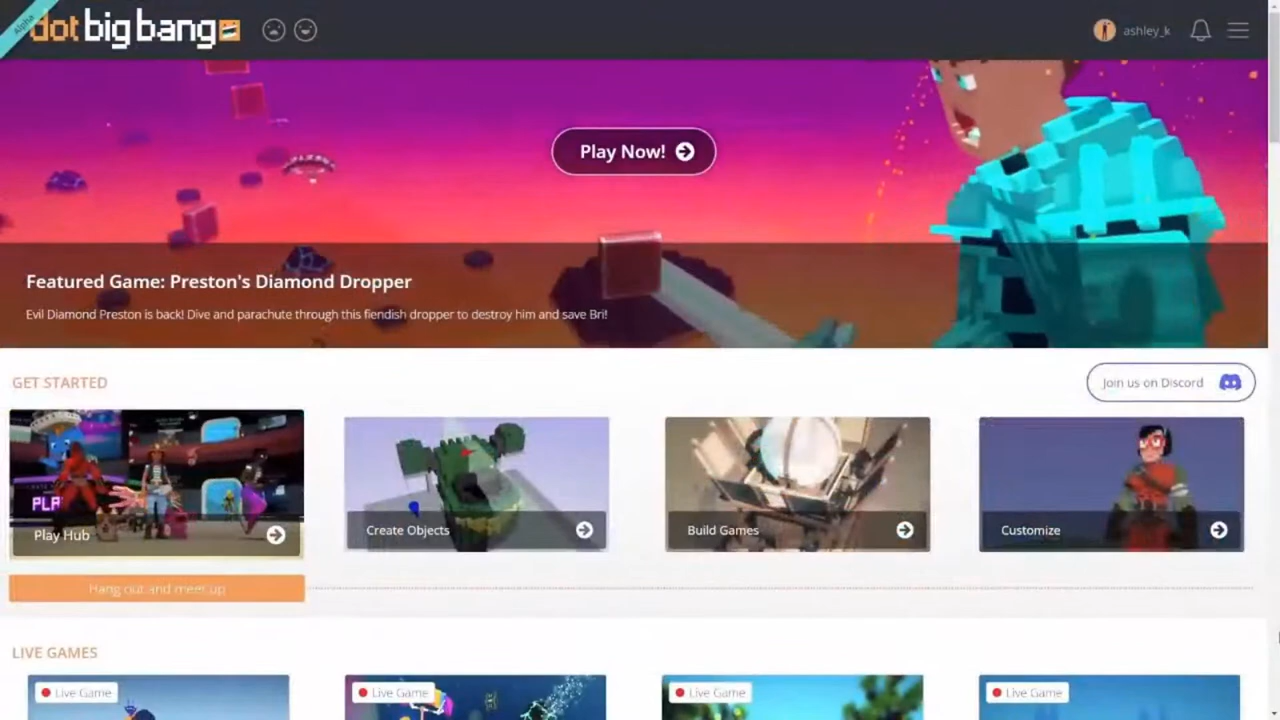 Alpha
dot big bang
ashley_k
Play Now!
Featured Game: Preston's Diamond Dropper
Evil Diamond Preston is back! Dive and parachute through this fiendish dropper to destroy him and save Bri!
GET STARTED
Join us on Discord
PLA
Play Hub
Create Objects
Build Games
Customize
Hang out and meet up
LIVE GAMES
Live Game
Live Game
Live Game
Live Game